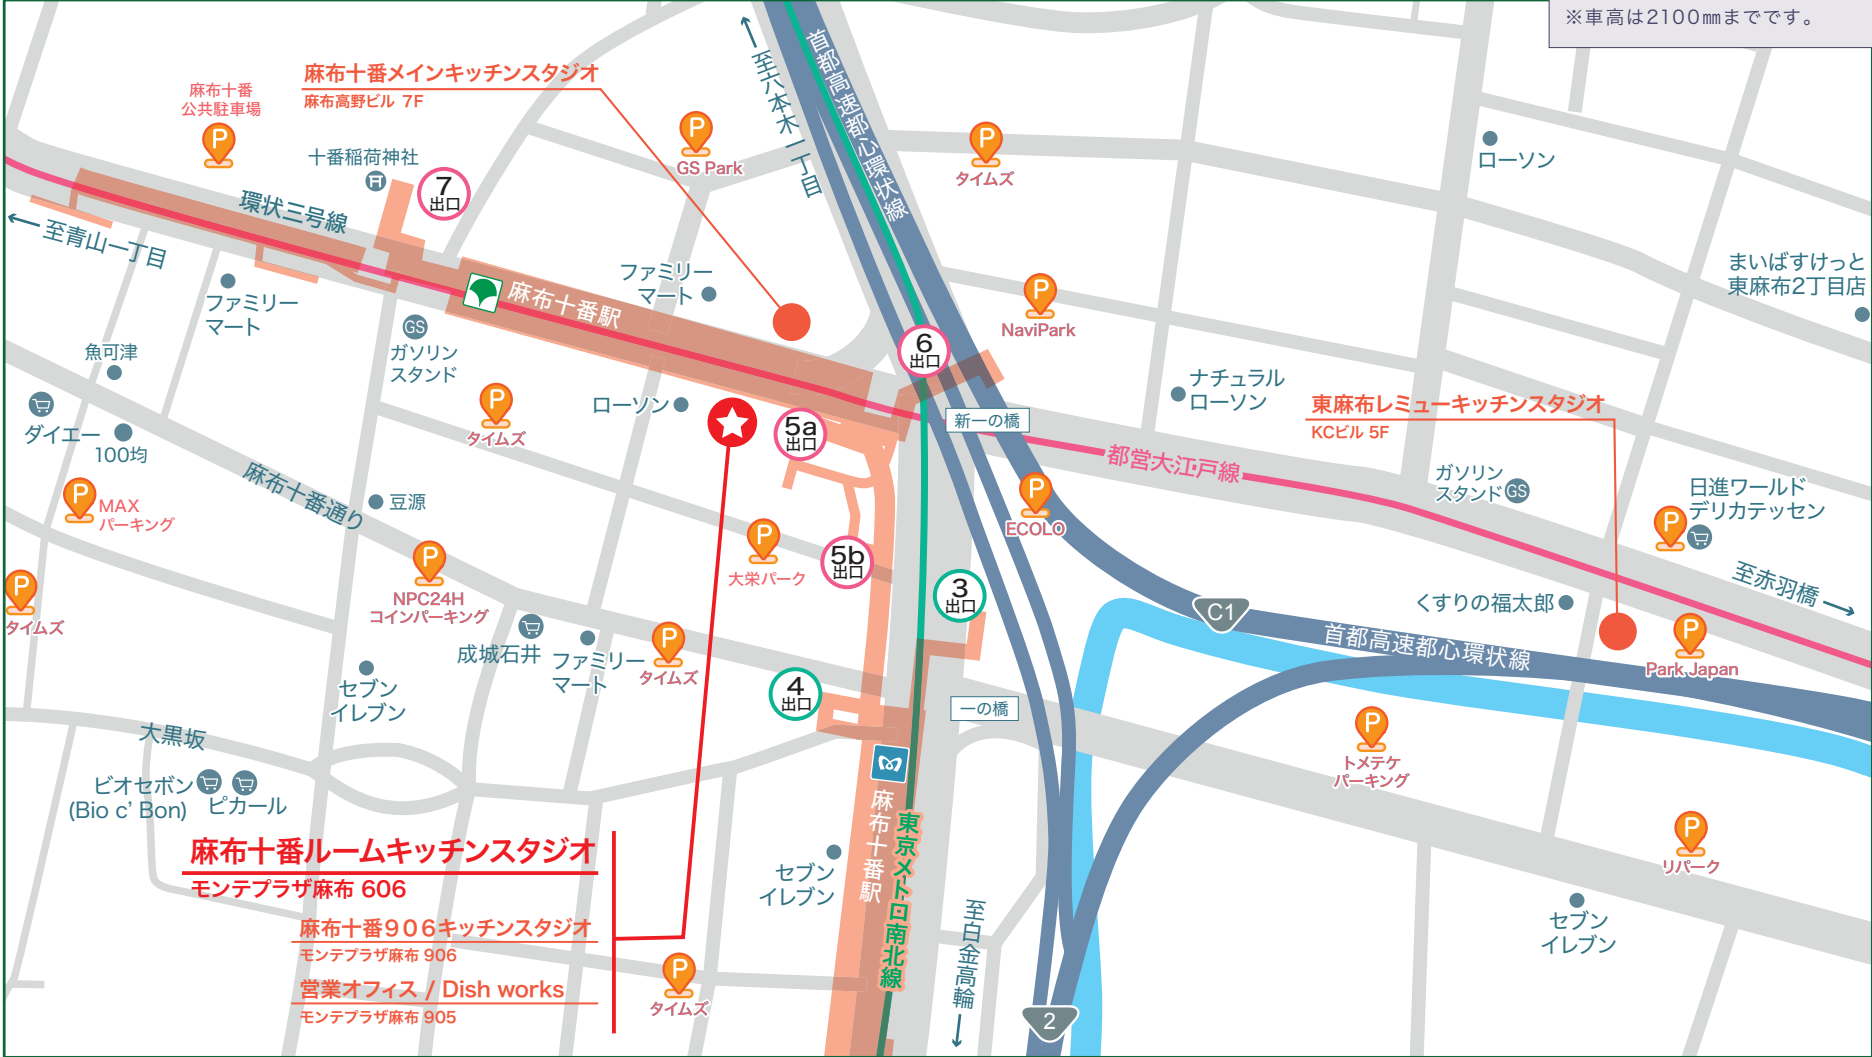 ※車高は2100㎜までです。
麻布十番メインキッチンスタジオ
麻布高野ビル 7F
麻布十番
公共駐車場
P
十番稲荷神社
7
出口
環状三号線
←至青山一丁目
↑至六本木一丁目
首都高速都心環状線
P
GS Park
P
タイムズ
ローソン
まいばすけっと
東麻布2丁目店
ファミリー
マート
麻布十番駅
ファミリー
マート
6
出口
P
NaviPark
魚可津
GS
ガソリン
スタンド
ダイエー
100均
P
タイムズ
ローソン
5a
出口
新一の橋
ナチュラル
ローソン
東麻布レミューキッチンスタジオ
KCビル 5F
都営大江戸線
ガソリン
スタンド
GS
日進ワールド
デリカテッセン
P
P
MAX
パーキング
麻布十番通り
豆源
P
ECOLO
P
大栄パーク
5b
出口
3
出口
至赤羽橋→
P
タイムズ
P
NPC24H
コインパーキング
成城石井
ファミリー
マート
P
タイムズ
C1
首都高速都心環状線
くすりの福太郎
P
Park Japan
セブン
イレブン
4
出口
一の橋
大黒坂
P
トメテケ
パーキング
ビオセボン
(Bio c’ Bon)
ピカール
麻布十番駅
東京メトロ南北線
P
リパーク
麻布十番ルームキッチンスタジオ
モンテプラザ麻布 606
麻布十番906キッチンスタジオ
モンテプラザ麻布 906
営業オフィス / Dish works
モンテプラザ麻布 905
セブン
イレブン
P
タイムズ
至白金高輪↓
2
セブン
イレブン